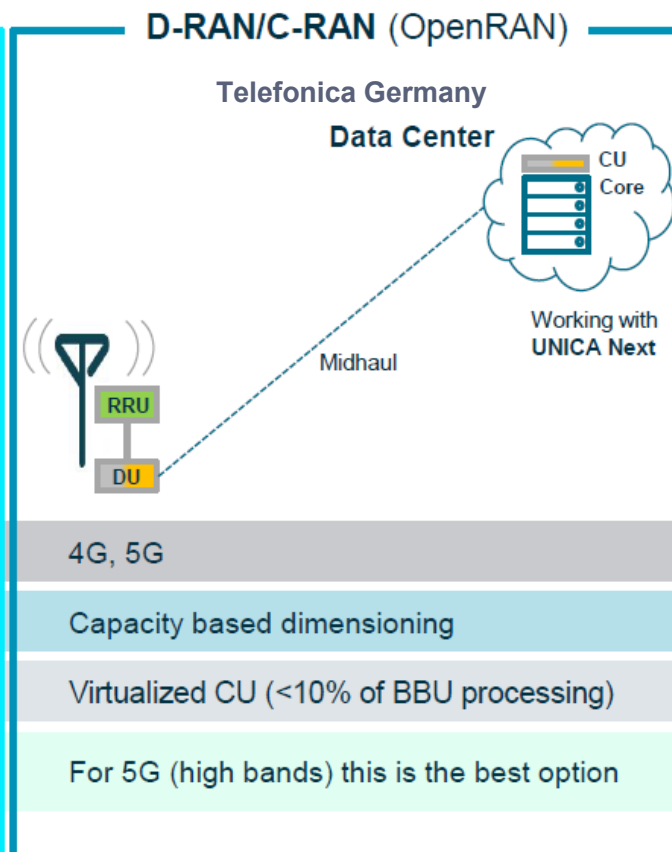 D-RAN/C-RAN (OpenRAN)
Telefonica Germany
Data Center
CU
Core
Working with
UNICA Next
Midhaul
RRU
DU
4G, 5G
Capacity based dimensioning
Virtualized CU (<10% of BBU processing)
For 5G (high bands) this is the best option